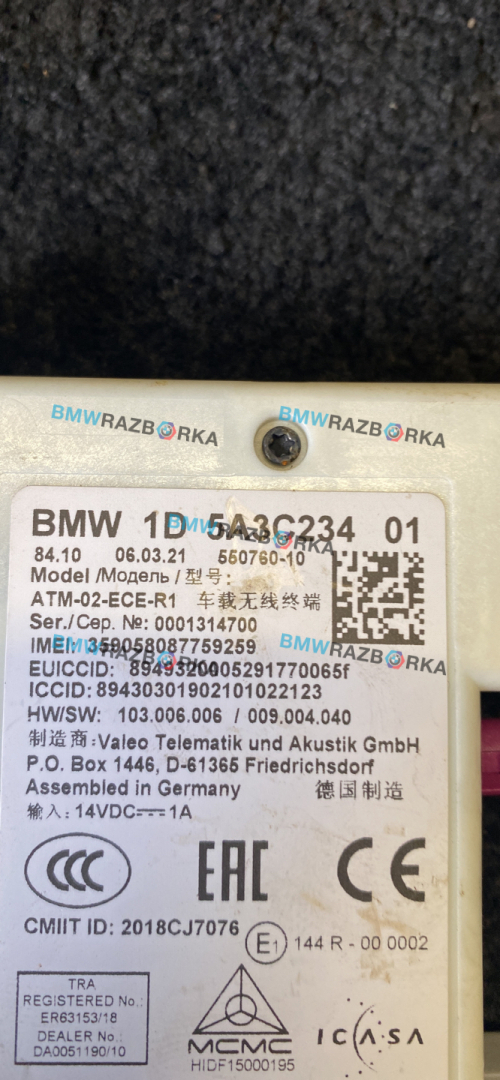 BMWRAZBORKA
BMWRAZBORKA
BMW 1D 5A3C234 01
BMWRAZBORKA
84.10 06.03.21 550760-10
Model /Модель / 型号:
ATM-02-ECE-R1 车载无线终端
Ser./Сер. №: 0001314700
IMEI: 359058087759259
BMWRAZBORKA
BMWRAZBORKA
EUICCID: 8949320005291770065f
ICCID: 89430301902101022123
HW/SW: 103.006.006 / 009.004.040
制造商:Valeo Telematik und Akustik GmbH
P.O. Box 1446, D-61365 Friedrichsdorf
Assembled in Germany 德国制造
输入: 14VDC⎓1A
CCC EAC CE
CMIIT ID: 2018CJ7076
E1 144 R - 00 0002
TRA
REGISTERED No.:
ER63153/18
DEALER No.:
DA0051190/10
MCMC
HIDF15000195
ICASA